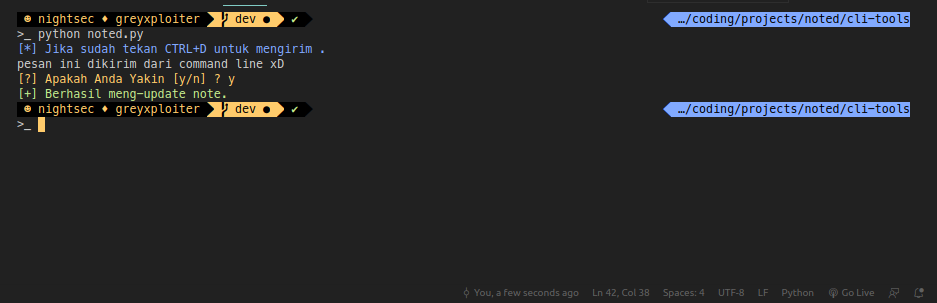 nightsec ♦ greyxploiter dev ● ✔ …/coding/projects/noted/cli-tools
>_ python noted.py
[*] Jika sudah tekan CTRL+D untuk mengirim .
pesan ini dikirim dari command line xD
[?] Apakah Anda Yakin [y/n] ? y
[+] Berhasil meng-update note.
nightsec ♦ greyxploiter dev ● ✔ …/coding/projects/noted/cli-tools
>_
You, a few seconds ago Ln 42, Col 38 Spaces: 4 UTF-8 LF Python Go Live